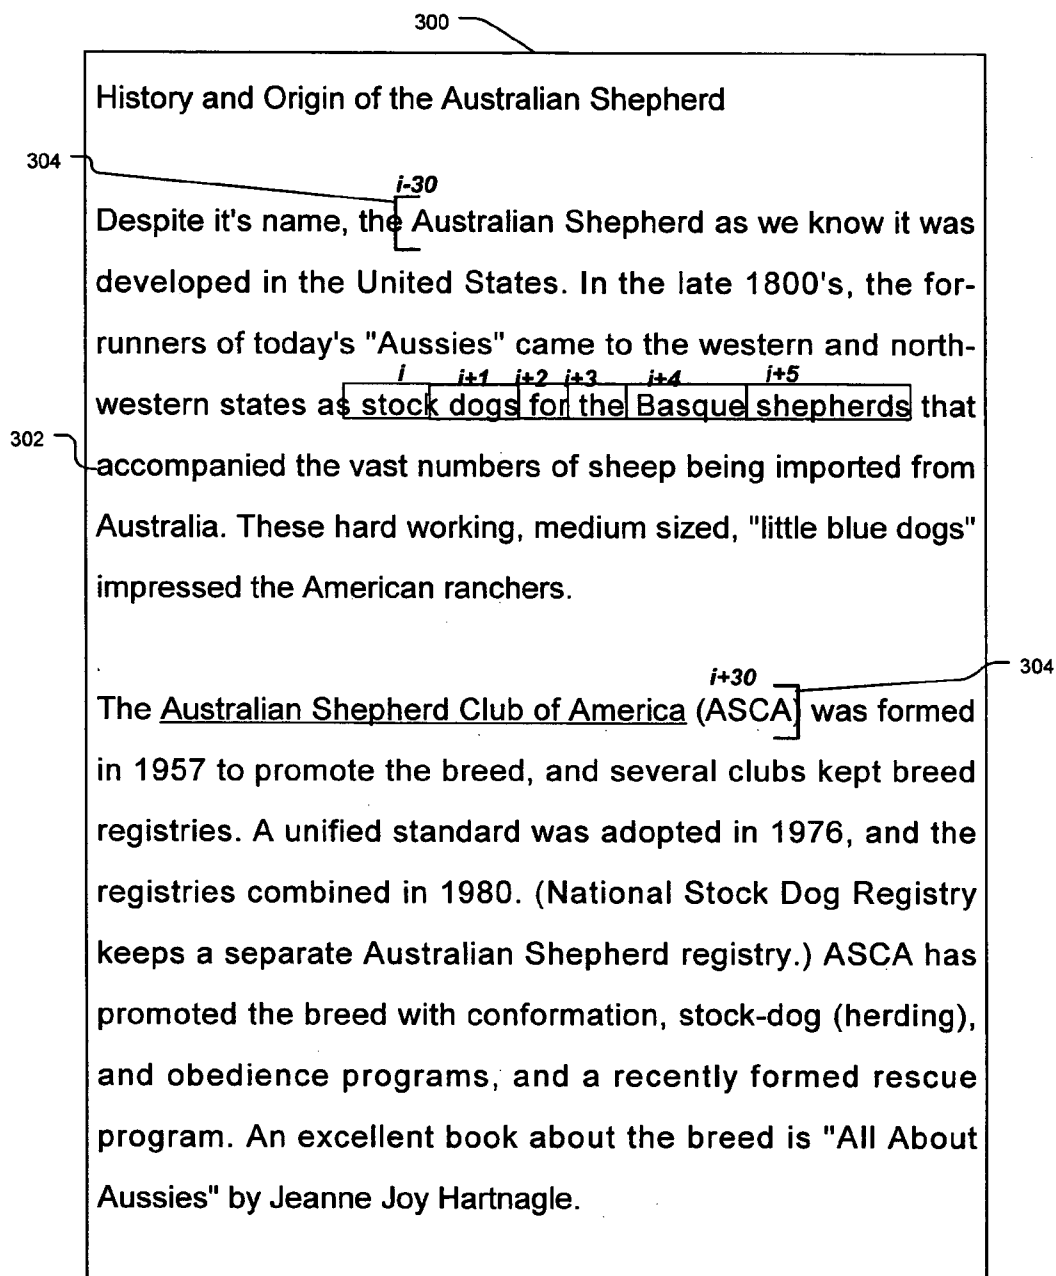 300
History and Origin of the Australian Shepherd
304
i-30
Despite it's name, the Australian Shepherd as we know it was
developed in the United States. In the late 1800's, the for-
runners of today's "Aussies" came to the western and north-
i i+1 i+2 i+3 i+4 i+5
western states as stock dogs for the Basque shepherds that
302
accompanied the vast numbers of sheep being imported from
Australia. These hard working, medium sized, "little blue dogs"
impressed the American ranchers.
i+30
304
The Australian Shepherd Club of America (ASCA) was formed
in 1957 to promote the breed, and several clubs kept breed
registries. A unified standard was adopted in 1976, and the
registries combined in 1980. (National Stock Dog Registry
keeps a separate Australian Shepherd registry.) ASCA has
promoted the breed with conformation, stock-dog (herding),
and obedience programs, and a recently formed rescue
program. An excellent book about the breed is "All About
Aussies" by Jeanne Joy Hartnagle.